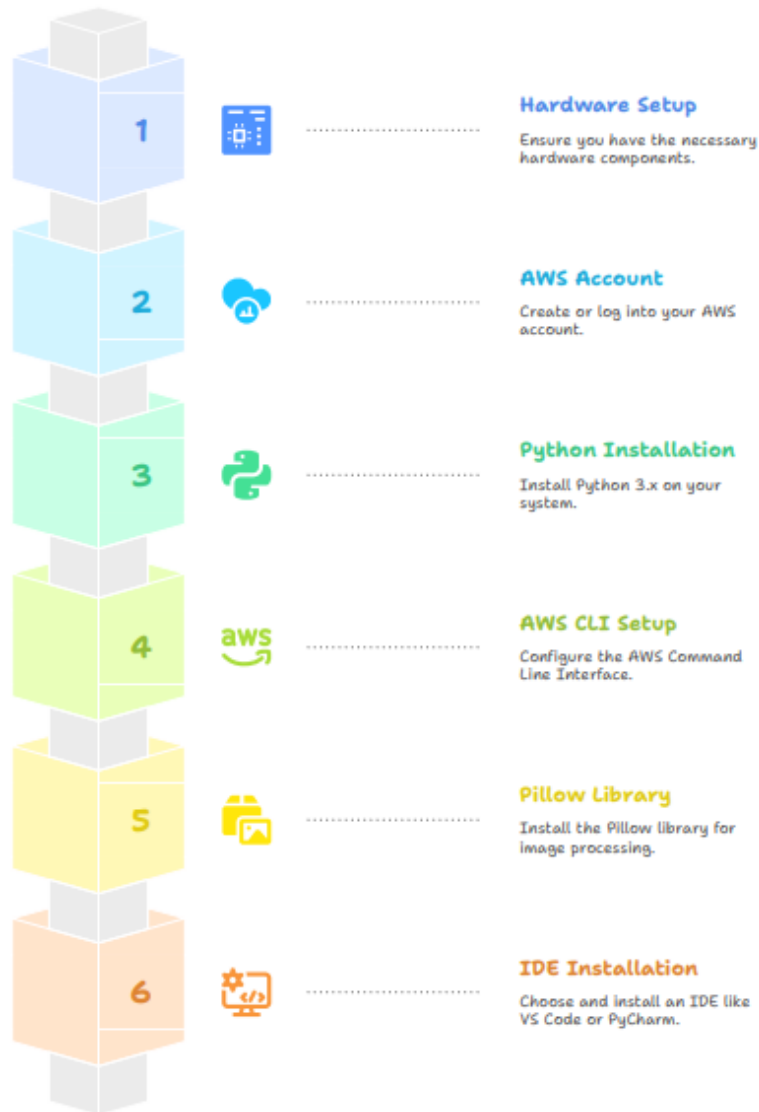 1
Hardware Setup
Ensure you have the necessary
hardware components.
2
AWS Account
Create or log into your AWS
account.
3
Python Installation
Install Python 3.x on your
system.
4
aws
AWS CLI Setup
Configure the AWS Command
Line Interface.
5
Pillow Library
Install the Pillow library for
image processing.
6
</>
IDE Installation
Choose and install an IDE like
VS Code or PyCharm.